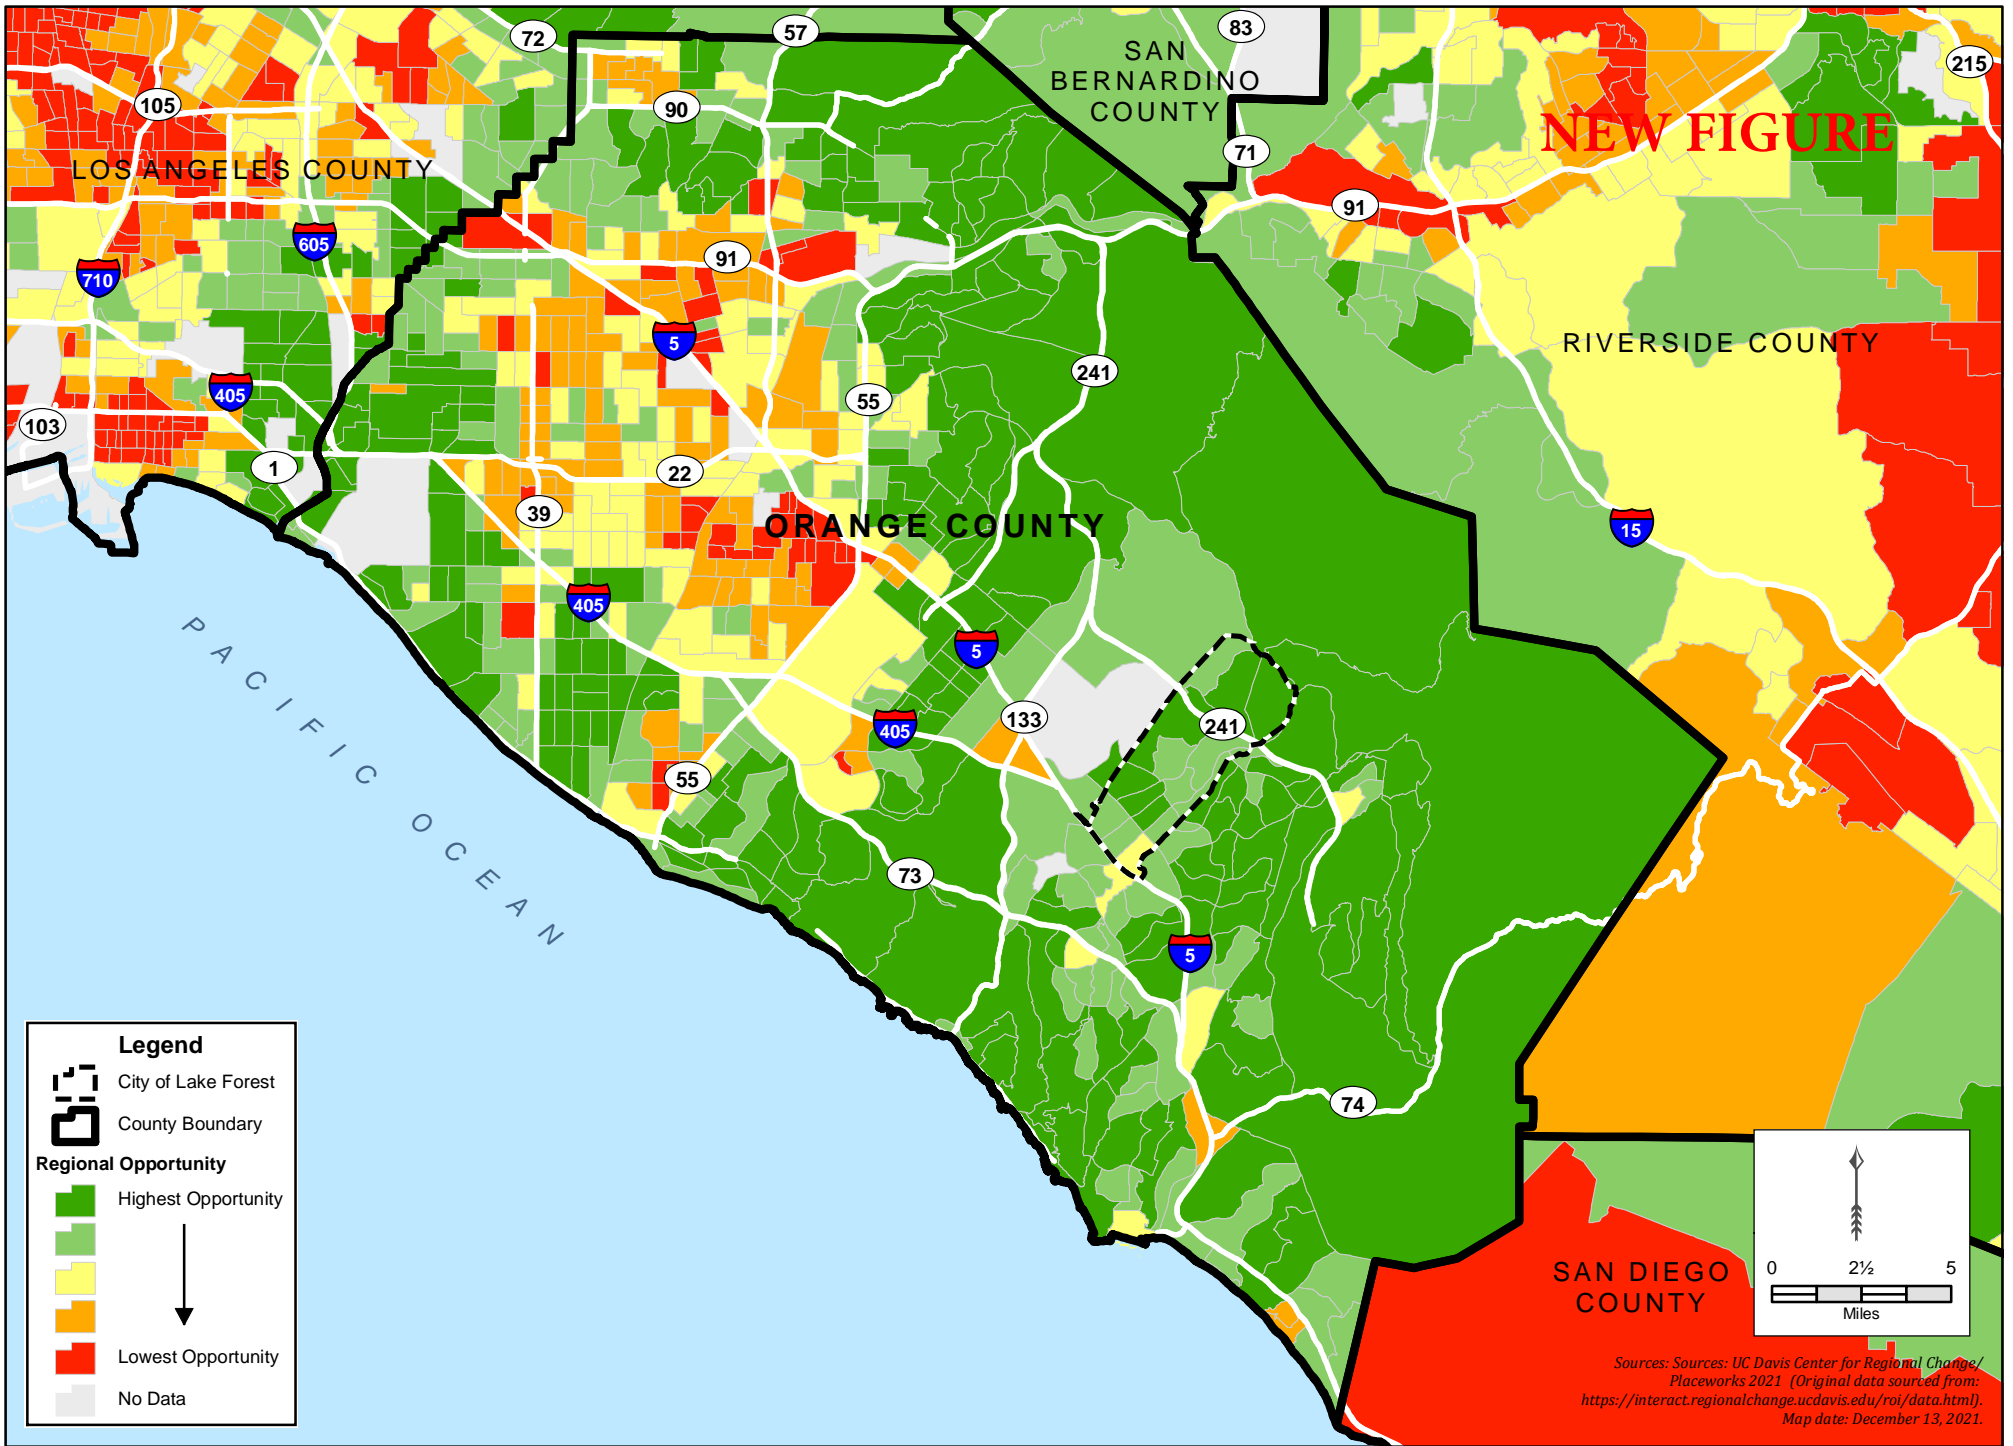 72
57
83
SAN
BERNARDINO
COUNTY
215
105
90
NEW FIGURE
71
LOS ANGELES COUNTY
91
605
91
710
5
RIVERSIDE COUNTY
241
405
55
103
1
22
39
ORANGE COUNTY
15
405
5
PACIFIC OCEAN
133
241
405
55
73
5
74
Legend
City of Lake Forest
County Boundary
Regional Opportunity
Highest Opportunity
Lowest Opportunity
No Data
0 2½ 5
Miles
SAN DIEGO
COUNTY
Sources: Sources: UC Davis Center for Regional Change/
Placeworks 2021 (Original data sourced from:
https://interact.regionalchange.ucdavis.edu/roi/data.html).
Map date: December 13, 2021.